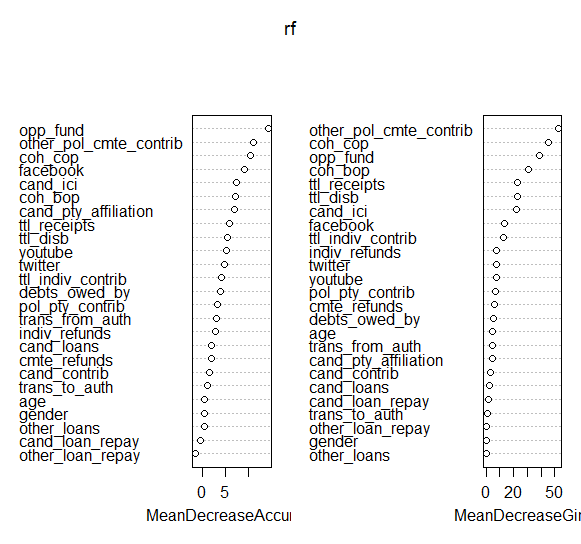 rf
opp_fund
other_pol_cmte_contrib
coh_cop
facebook
cand_ici
coh_bop
cand_pty_affiliation
ttl_receipts
ttl_disb
youtube
twitter
ttl_indiv_contrib
debts_owed_by
pol_pty_contrib
trans_from_auth
indiv_refunds
cand_loans
cmte_refunds
cand_contrib
trans_to_auth
age
gender
other_loans
cand_loan_repay
other_loan_repay
0 5
MeanDecreaseAccur
other_pol_cmte_contrib
coh_cop
opp_fund
coh_bop
ttl_receipts
ttl_disb
cand_ici
facebook
ttl_indiv_contrib
indiv_refunds
twitter
youtube
pol_pty_contrib
cmte_refunds
debts_owed_by
age
trans_from_auth
cand_pty_affiliation
cand_contrib
cand_loans
cand_loan_repay
trans_to_auth
other_loan_repay
gender
other_loans
0 20 50
MeanDecreaseGin